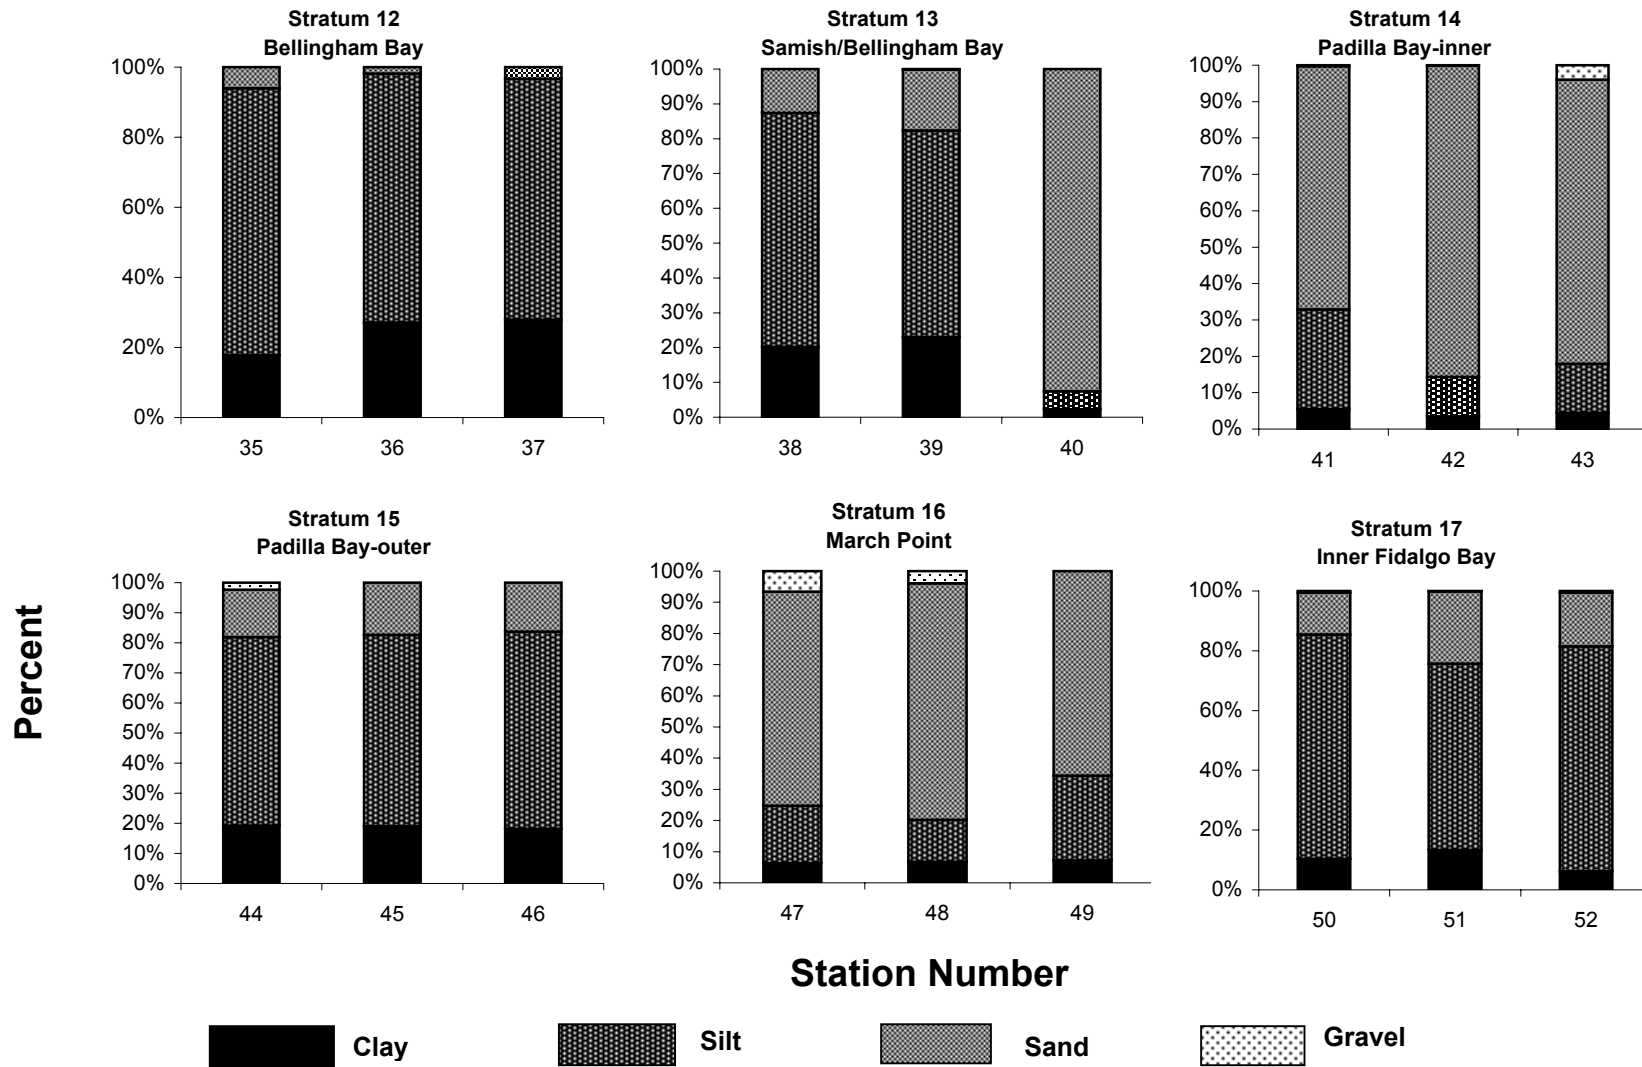 Stratum 12
Bellingham Bay
100%
80%
60%
40%
20%
0%
35 36 37
Stratum 13
Samish/Bellingham Bay
100%
90%
80%
70%
60%
50%
40%
30%
20%
10%
0%
38 39 40
Stratum 14
Padilla Bay-inner
100%
90%
80%
70%
60%
50%
40%
30%
20%
10%
0%
41 42 43
Percent
Stratum 15
Padilla Bay-outer
100%
90%
80%
70%
60%
50%
40%
30%
20%
10%
0%
44 45 46
Stratum 16
March Point
100%
90%
80%
70%
60%
50%
40%
30%
20%
10%
0%
47 48 49
Stratum 17
Inner Fidalgo Bay
100%
80%
60%
40%
20%
0%
50 51 52
Station Number
Clay Silt Sand Gravel